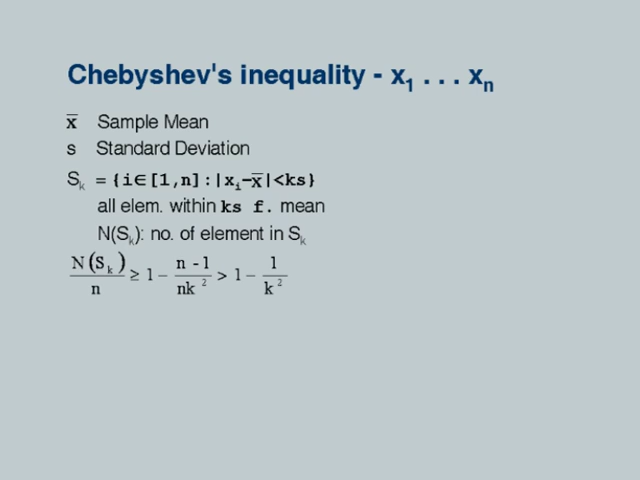 Chebyshev's inequality - x₁ . . . xₙ
x̅ Sample Mean
s Standard Deviation
Sₖ = {i∈[1,n]:|xᵢ−x̅|<ks}
all elem. within ks f. mean
N(Sₖ): no. of element in Sₖ
N(Sₖ)/n ≥ 1 − n - 1/nk² > 1 − 1/k²